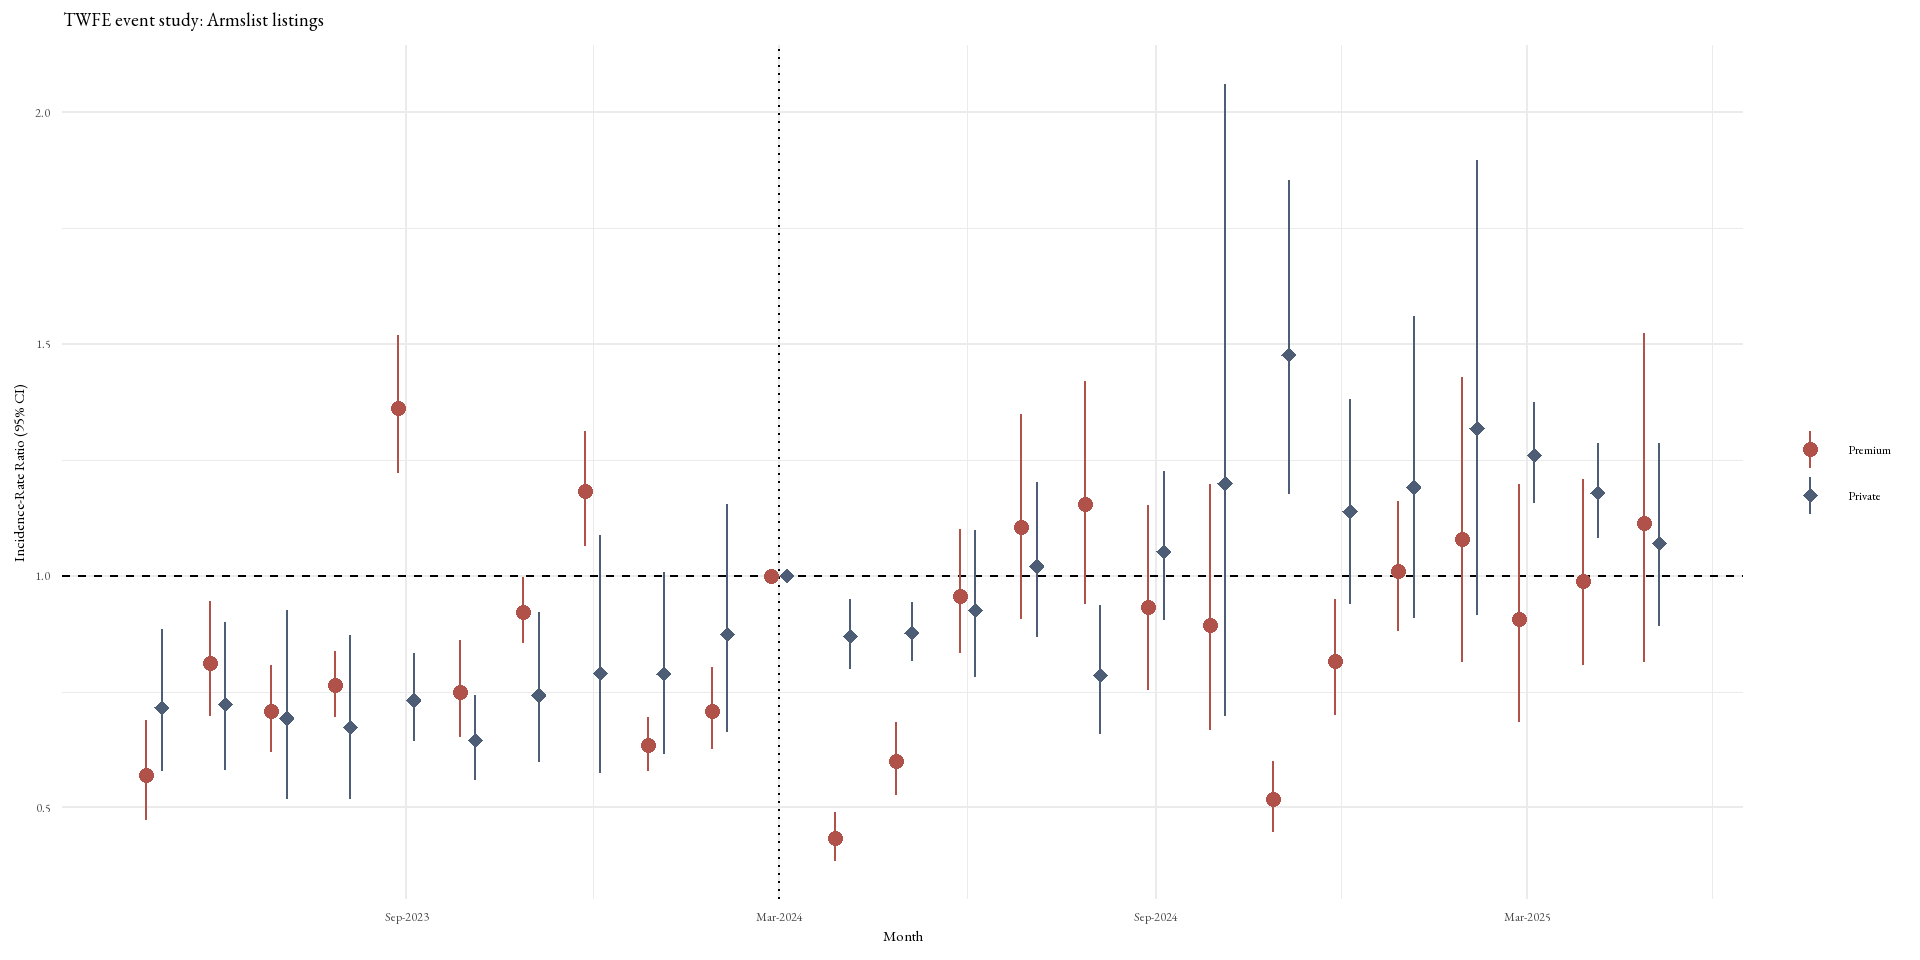 TWFE event study: Armslist listings
Incidence-Rate Ratio (95% CI)
2.0
1.5
1.0
0.5
Sep-2023
Mar-2024
Sep-2024
Mar-2025
Month
Premium
Private